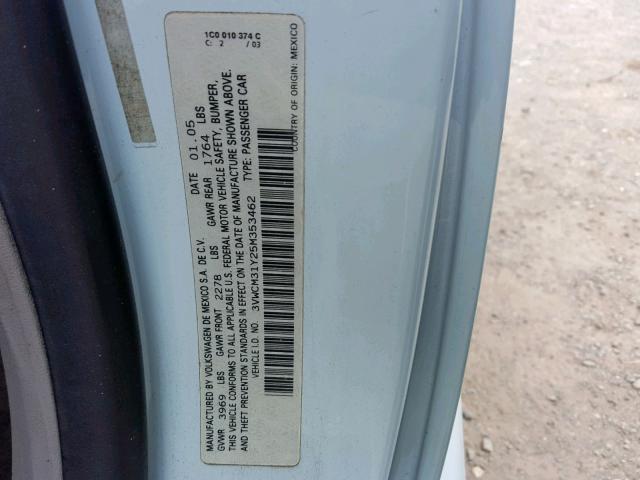 1C0 010 374 C
C: 2 / 03
MANUFACTURED BY VOLKSWAGEN DE MEXICO S.A. DE C.V. DATE 01.05
GVWR 3969 LBS GAWR FRONT 2278 LBS GAWR REAR 1764 LBS
THIS VEHICLE CONFORMS TO ALL APPLICABLE U.S. FEDERAL MOTOR VEHICLE SAFETY, BUMPER,
AND THEFT PREVENTION STANDARDS IN EFFECT ON THE DATE OF MANUFACTURE SHOWN ABOVE.
VEHICLE I.D. NO. 3VWCM31Y25M353462 TYPE: PASSENGER CAR
COUNTRY OF ORIGIN: MEXICO